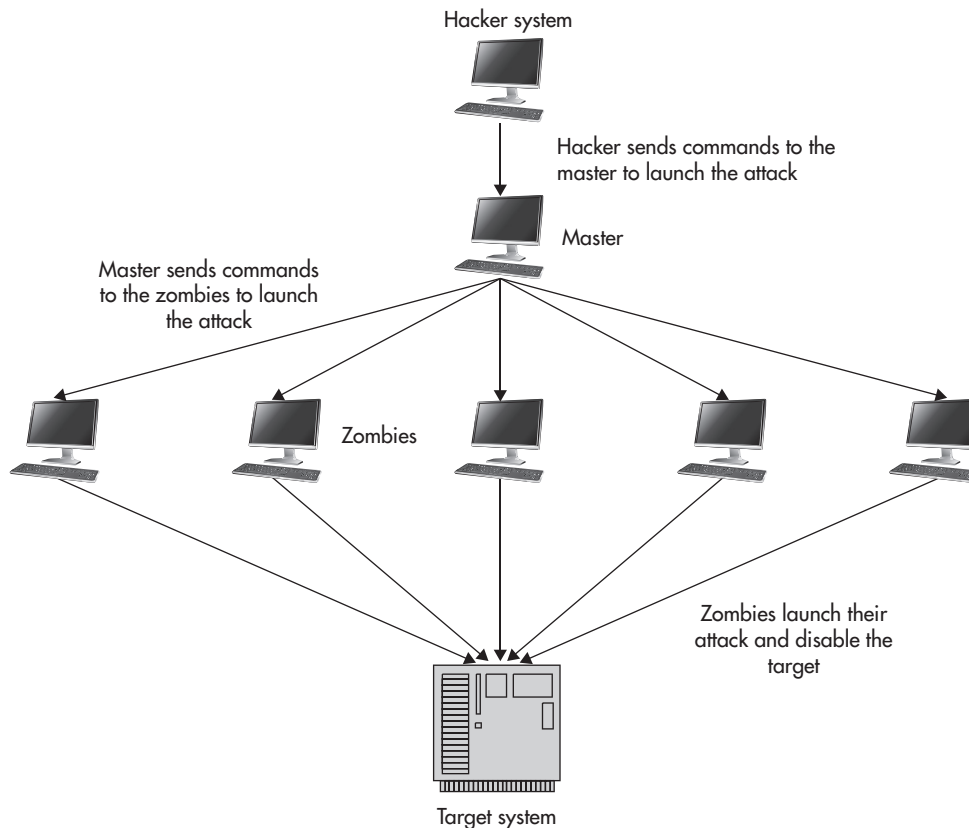 Hacker system
Hacker sends commands to the
master to launch the attack
Master
Master sends commands
to the zombies to launch
the attack
Zombies
Zombies launch their
attack and disable the
target
Target system